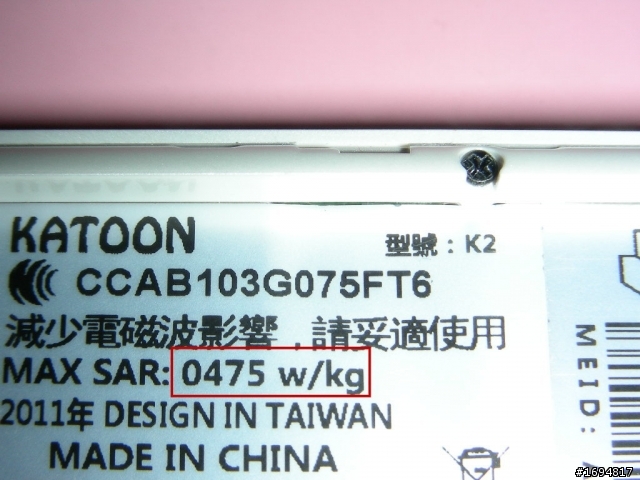 KATOON 型號：K2
CCAB103G075FT6
減少電磁波影響，請妥適使用
MAX SAR: 0475 w/kg
2011年 DESIGN IN TAIWAN
MADE IN CHINA
MEID:
#1694817